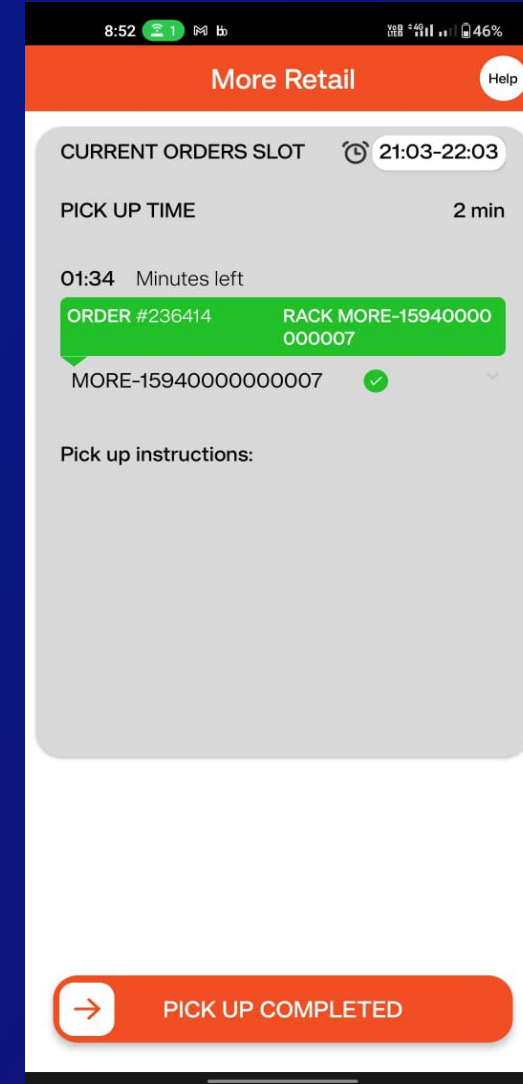 8:52 1 46%
More Retail
Help
CURRENT ORDERS SLOT 21:03-22:03
PICK UP TIME 2 min
01:34 Minutes left
ORDER #236414 RACK MORE-15940000
000007
MORE-15940000000007
Pick up instructions:
PICK UP COMPLETED